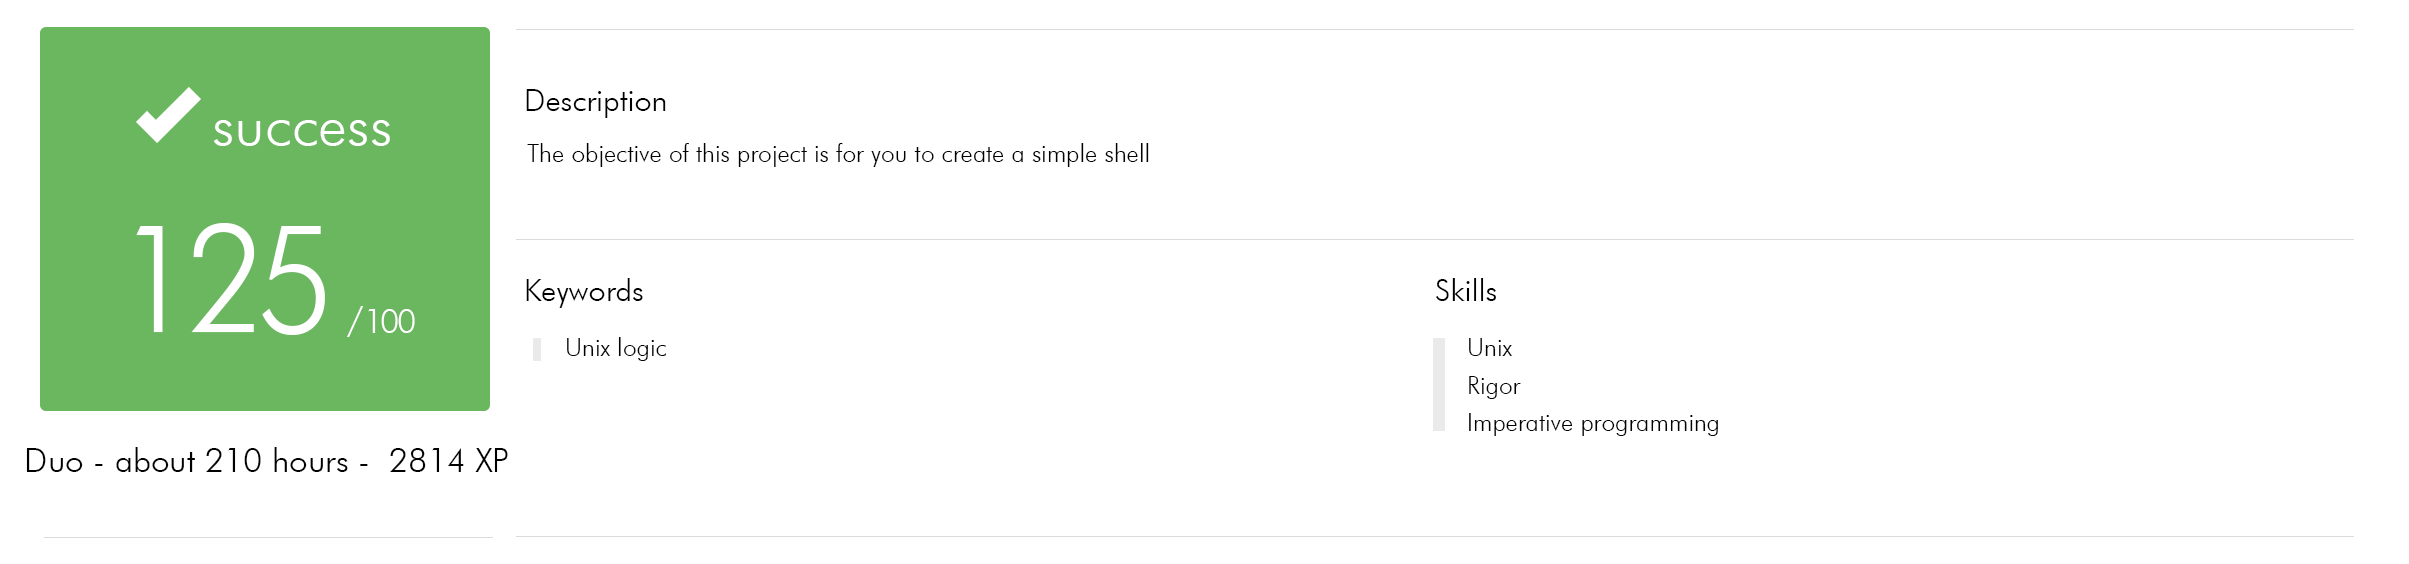 success
125 /100
Duo - about 210 hours - 2814 XP
Description
The objective of this project is for you to create a simple shell
Keywords
Unix logic
Skills
Unix
Rigor
Imperative programming